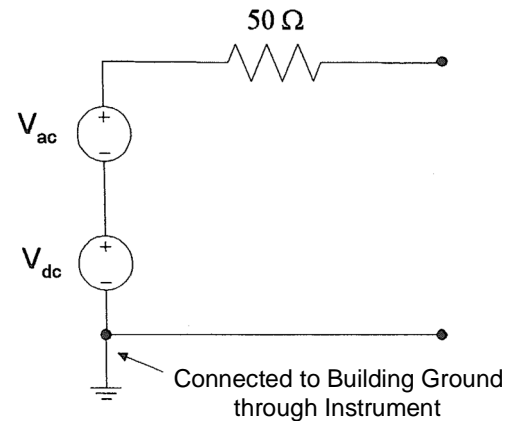 50 Ω
+
V_ac
−
+
V_dc
−
Connected to Building Ground
through Instrument